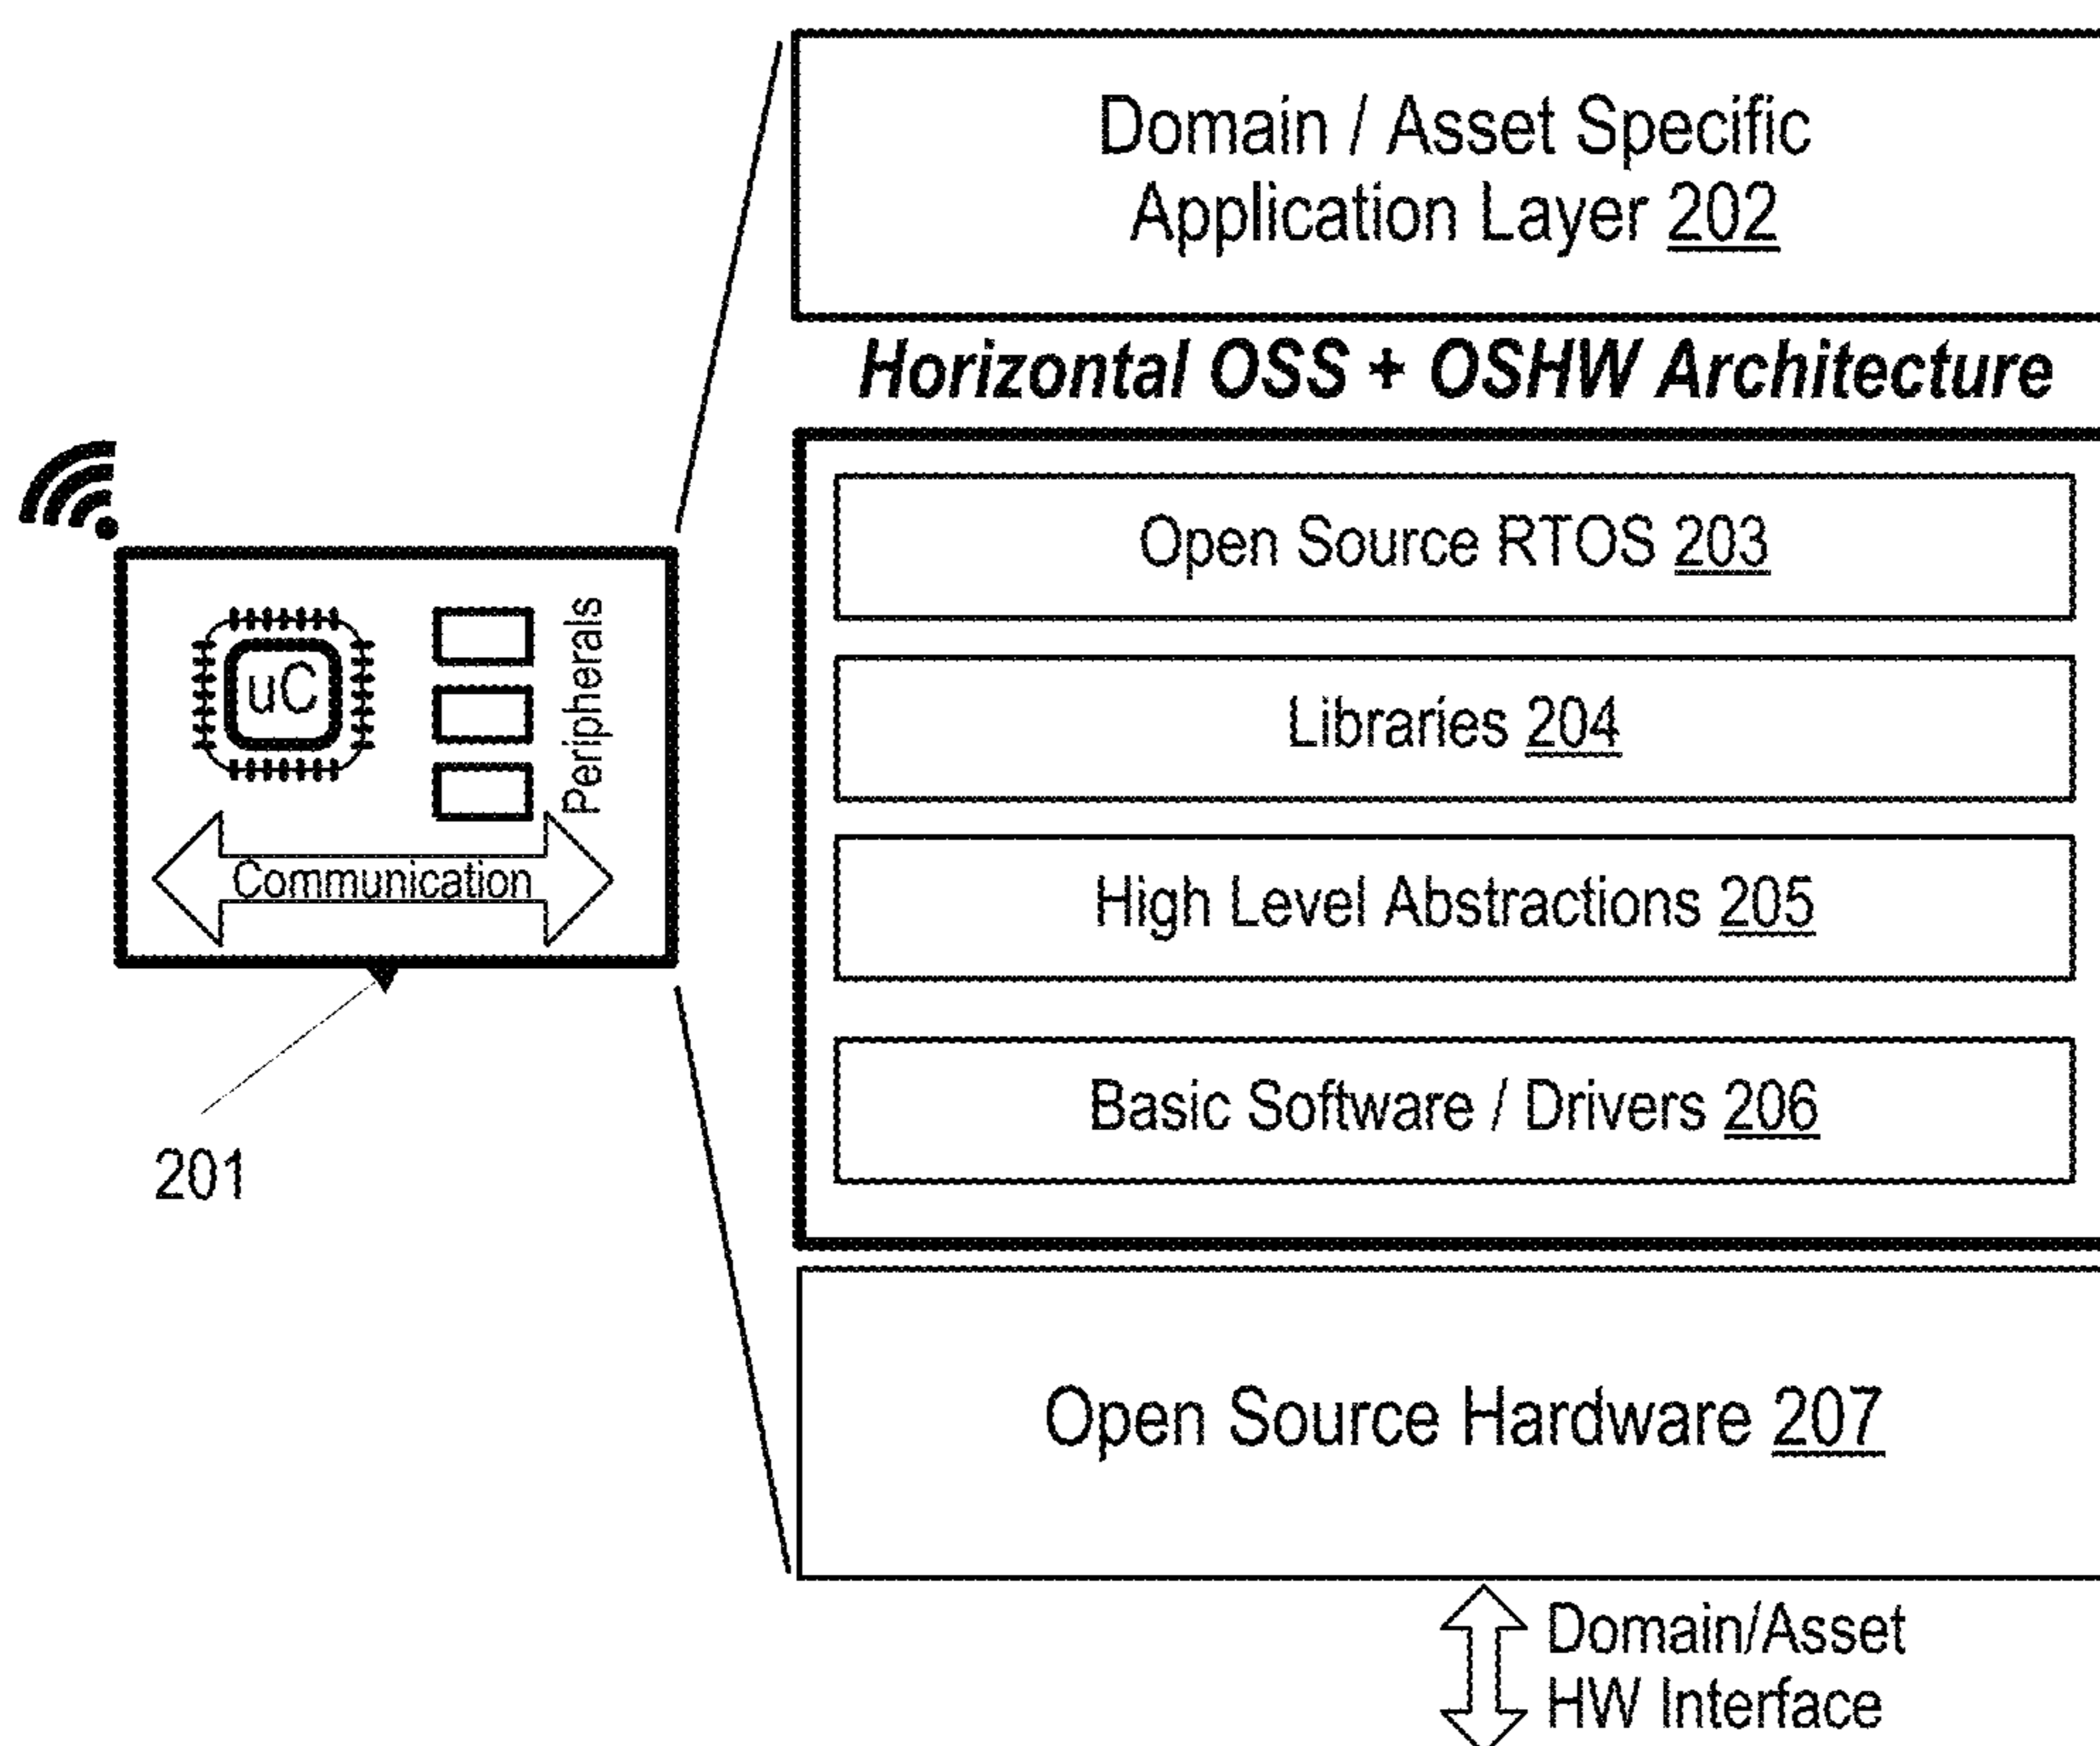 Domain / Asset Specific
Application Layer 202
Horizontal OSS + OSHW Architecture
Open Source RTOS 203
Libraries 204
High Level Abstractions 205
Basic Software / Drivers 206
Open Source Hardware 207
Domain/Asset
HW Interface
uC
Peripherals
Communication
201